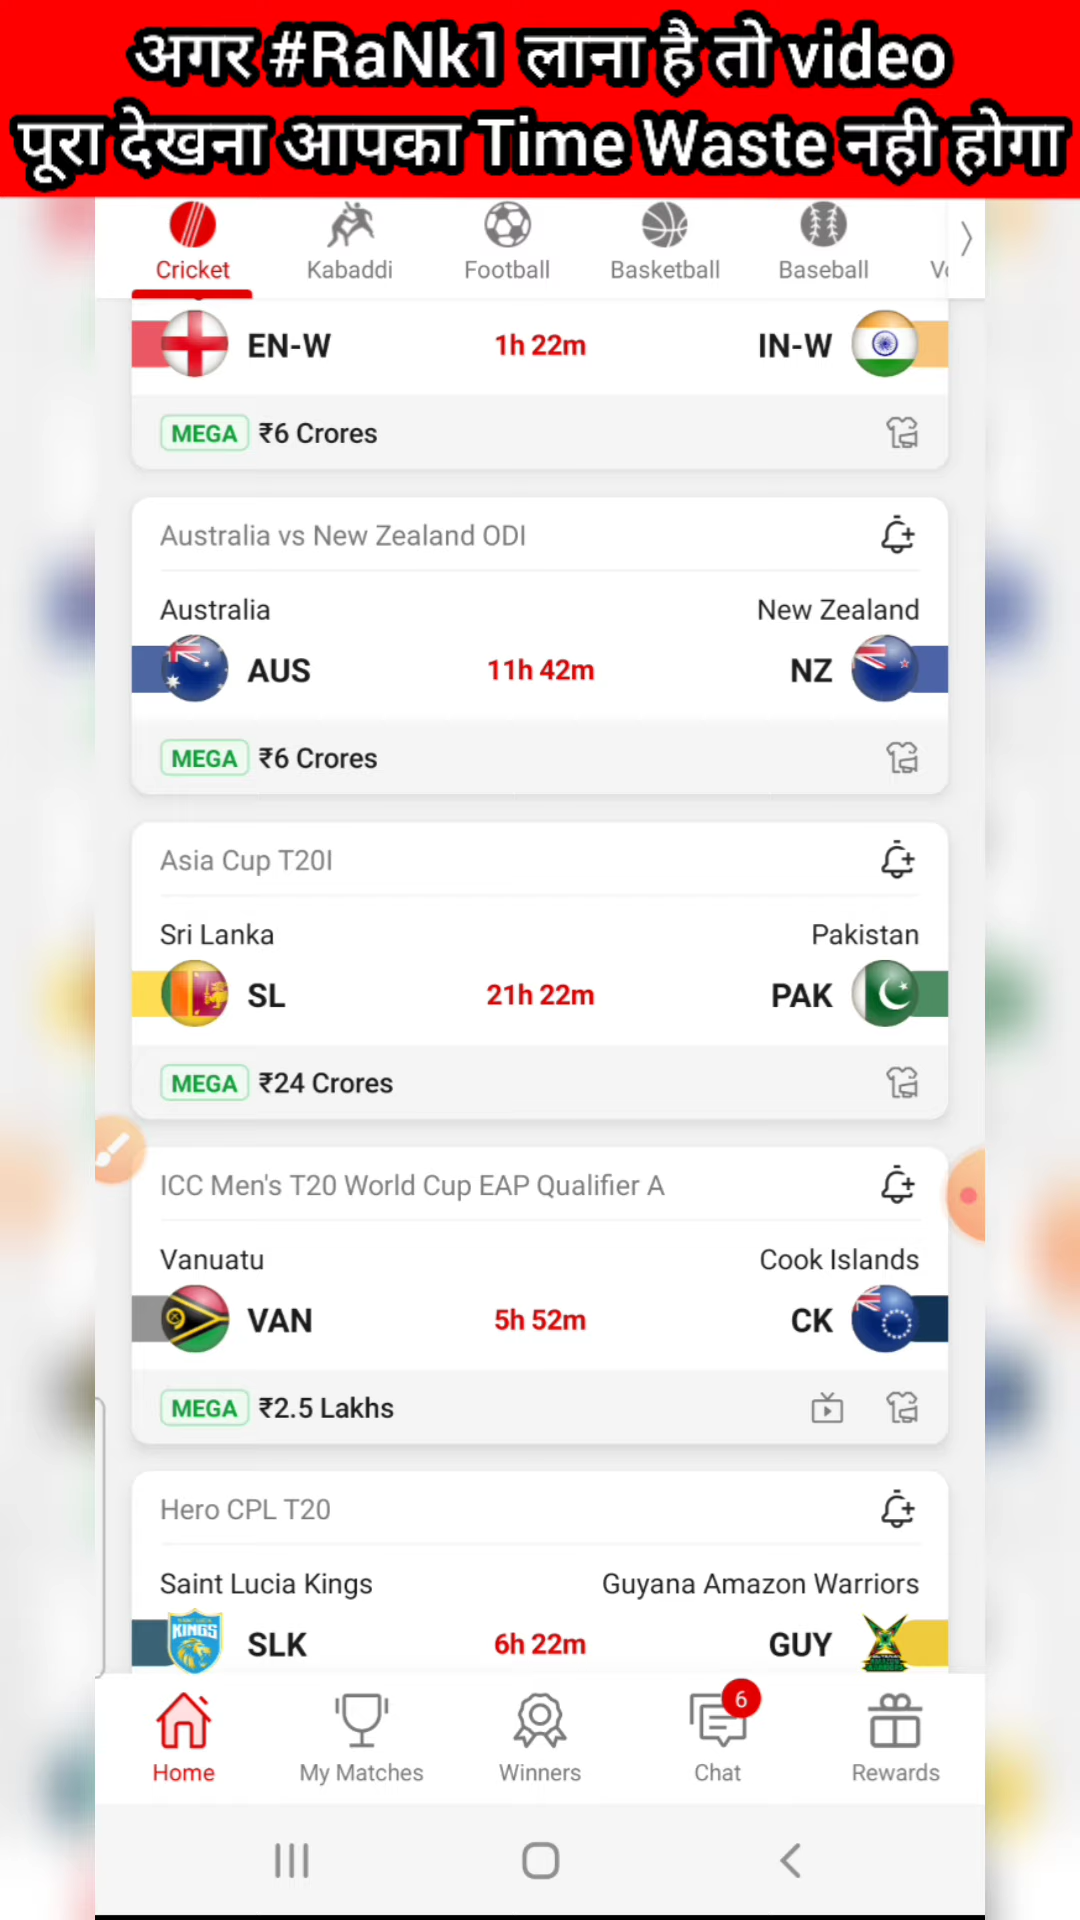 अगर #RaNk1 लाना है तो video
पूरा देखना आपका Time Waste नही होगा
Cricket Kabaddi Football Basketball Baseball
EN-W 1h 22m IN-W
MEGA ₹6 Crores
Australia vs New Zealand ODI
Australia New Zealand
AUS 11h 42m NZ
MEGA ₹6 Crores
Asia Cup T20I
Sri Lanka Pakistan
SL 21h 22m PAK
MEGA ₹24 Crores
ICC Men's T20 World Cup EAP Qualifier A
Vanuatu Cook Islands
VAN 5h 52m CK
MEGA ₹2.5 Lakhs
Hero CPL T20
Saint Lucia Kings Guyana Amazon Warriors
KINGS SLK 6h 22m GUY
6
Home My Matches Winners Chat Rewards